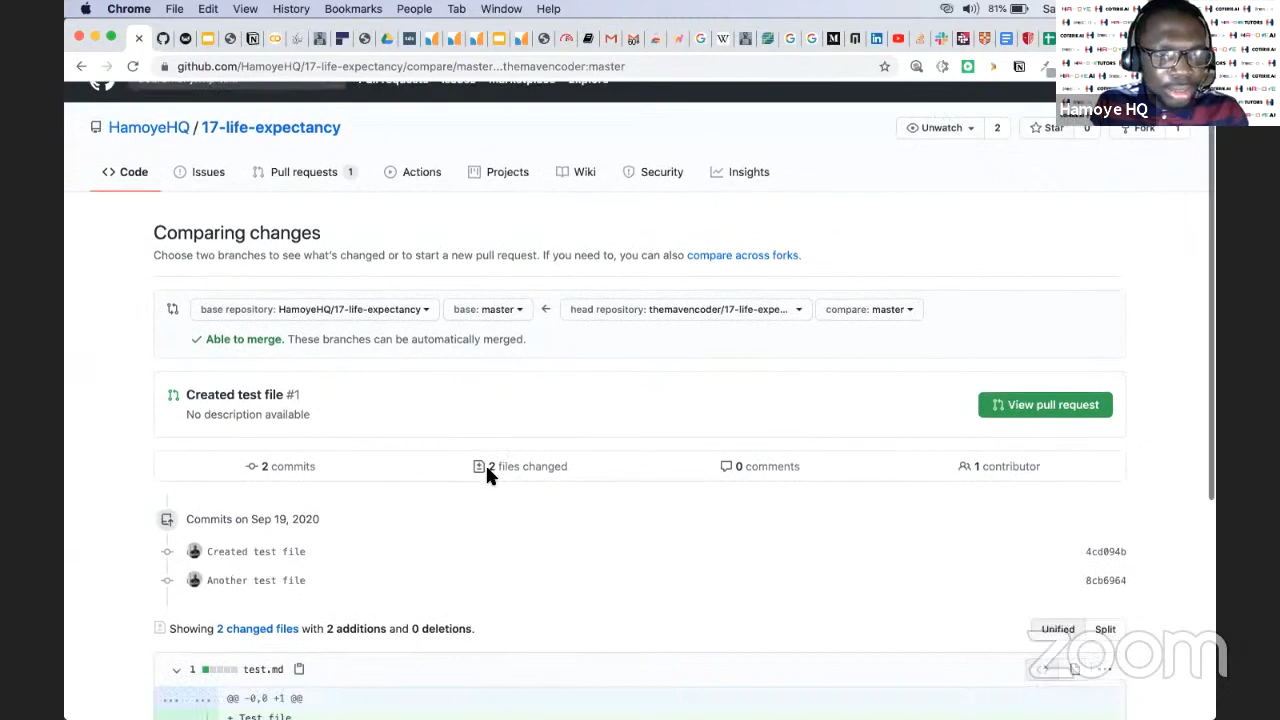 Chrome File Edit View History Bookmar Tab Window 81% Sa
github.com/HamoyeHQ/17-life-expectancy/compare/master...themavencoder:master
HamoyeHQ / 17-life-expectancy
Unwatch 2 Star 0 Fork 1
Hamoye HQ
Code Issues Pull requests 1 Actions Projects Wiki Security Insights
Comparing changes
Choose two branches to see what's changed or to start a new pull request. If you need to, you can also compare across forks.
base repository: HamoyeHQ/17-life-expectancy base: master head repository: themavencoder/17-life-expe... compare: master
Able to merge. These branches can be automatically merged.
Created test file #1
No description available
View pull request
2 commits 2 files changed 0 comments 1 contributor
Commits on Sep 19, 2020
Created test file 4cd094b
Another test file 8cb6964
Showing 2 changed files with 2 additions and 0 deletions.
Unified Split
zoom
1 test.md
@@ -0,0 +1 @@
+ Test file